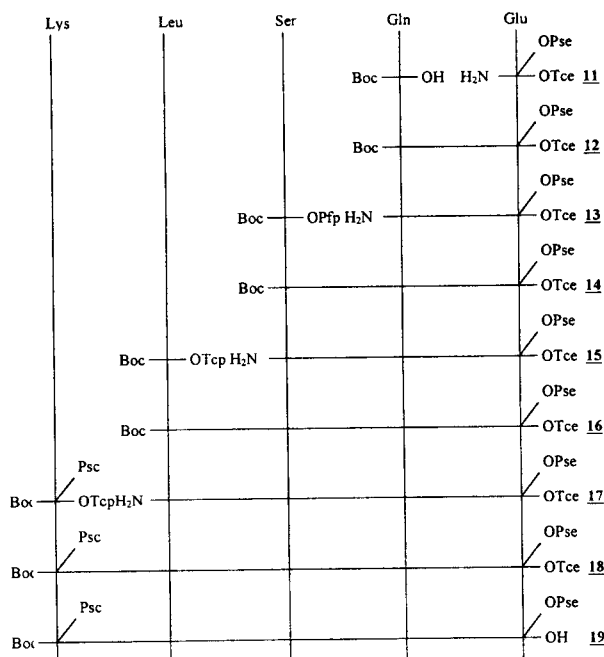 Lys Leu Ser Gln Glu
OPse
Boc OH H₂N OTce 11
OPse
Boc OTce 12
OPse
Boc OPfp H₂N OTce 13
OPse
Boc OTce 14
OPse
Boc OTcp H₂N OTce 15
OPse
Boc OTce 16
Psc OPse
Boc OTcpH₂N OTce 17
Psc OPse
Boc OTce 18
Psc OPse
Boc OH 19